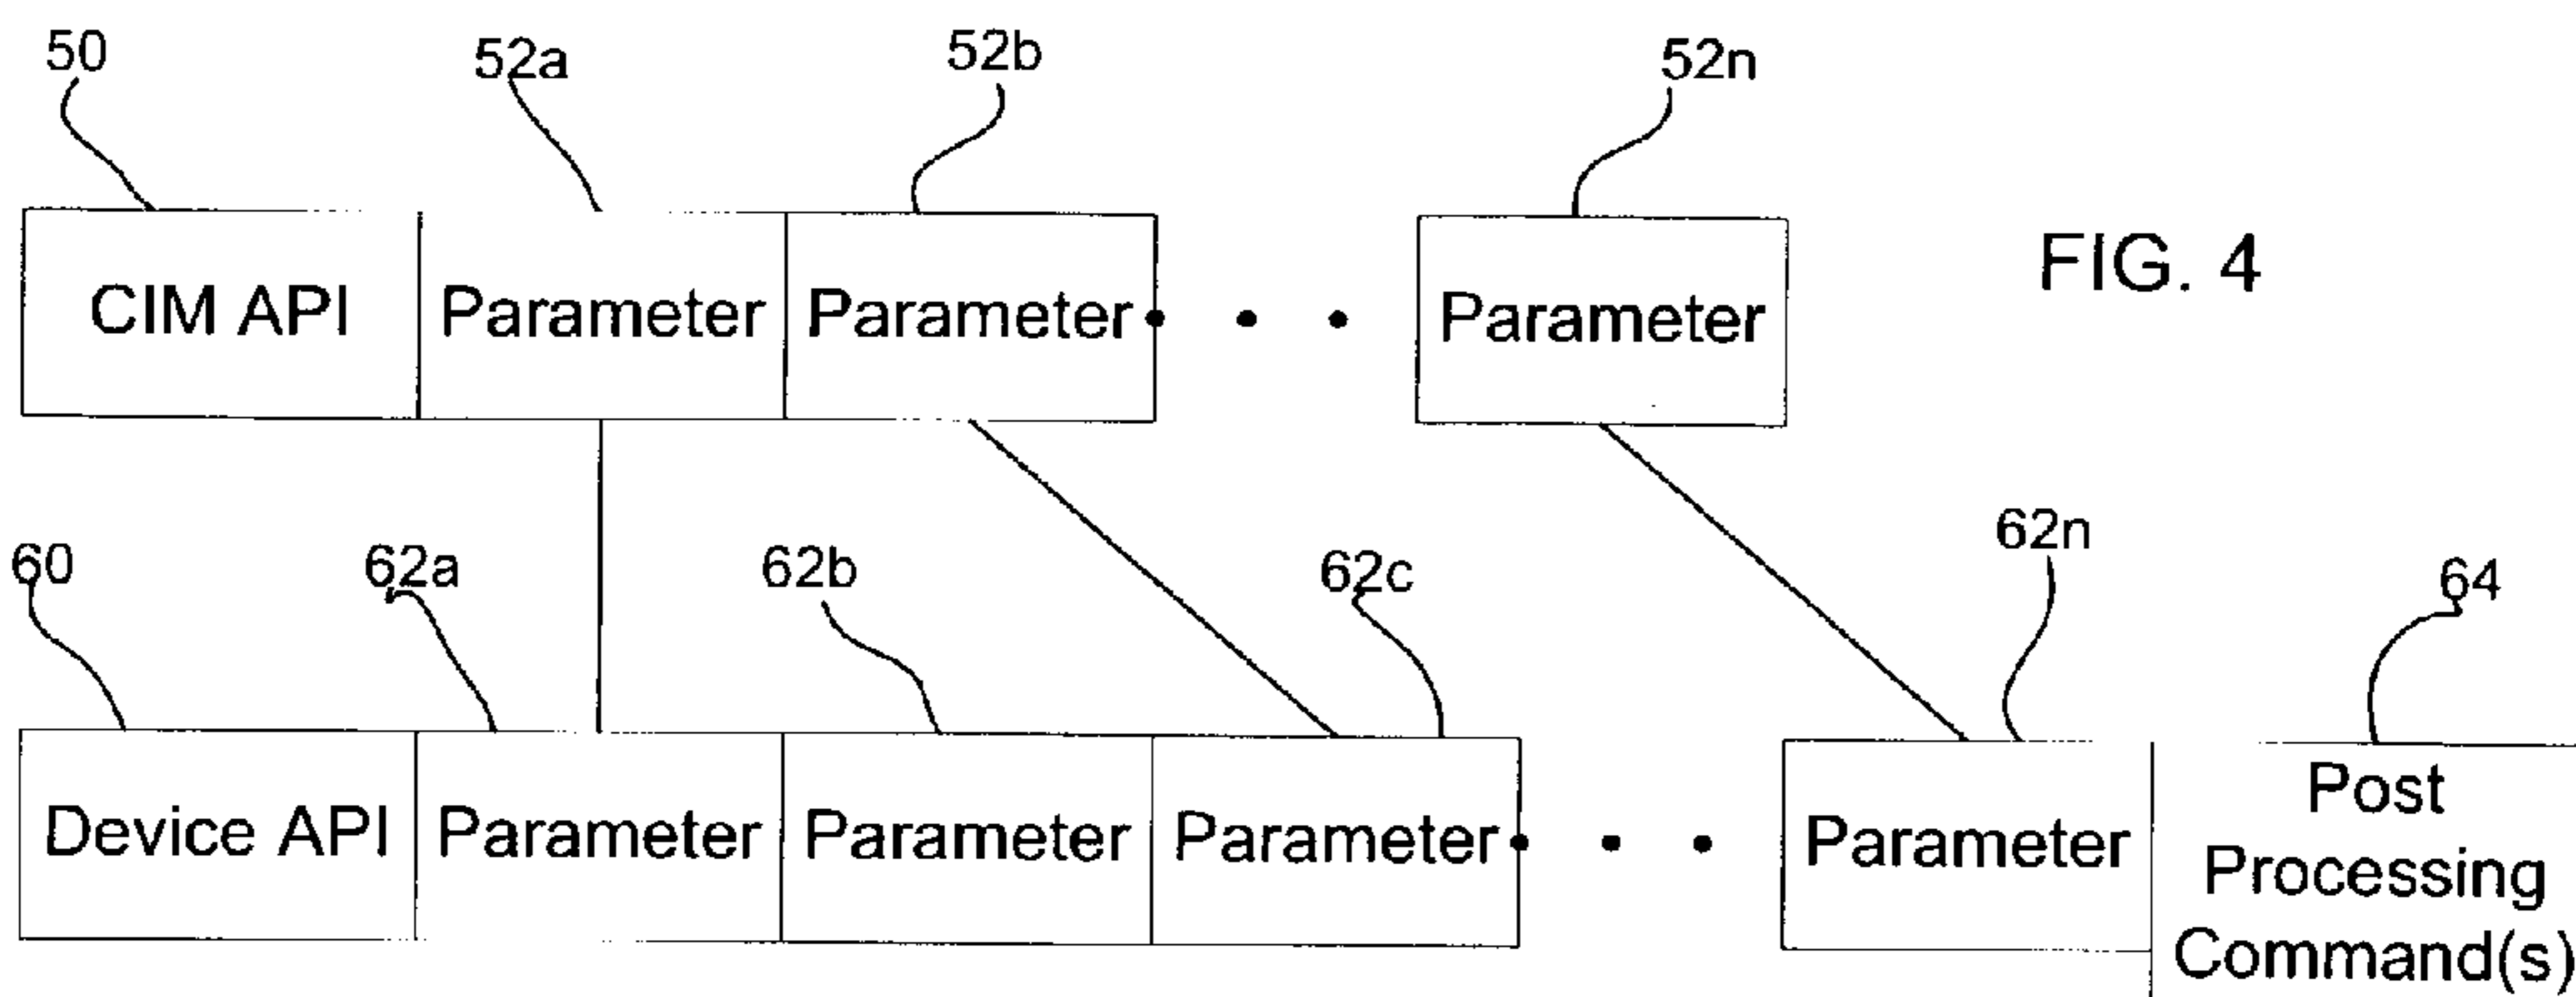 50 52a 52b 52n
CIM API Parameter Parameter • • • Parameter
FIG. 4
60 62a 62b 62c 62n 64
Device API Parameter Parameter Parameter • • • Parameter
Post
Processing
Command(s)